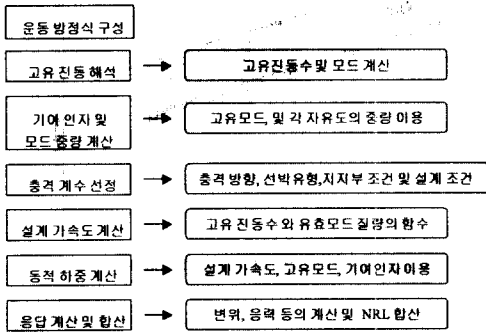 운동 방정식 구성
고유 진동 해석
고유진동수및 모드 계산
기여 인자 및
모드 중량 계산
고유모드, 및 각 자유도의 중량 이용
충격 계수 선정
충격 방향, 선박유형,지지부 조건 및 설계 조건
설계 가속도 계산
고유 진동수 와 유효모드 질량의 함수
동적 하중 계산
설계 가속도, 고유모드, 기여인자이용
응답 계산 및 합산
변위, 응력 등의 계산 및 NRL 합산